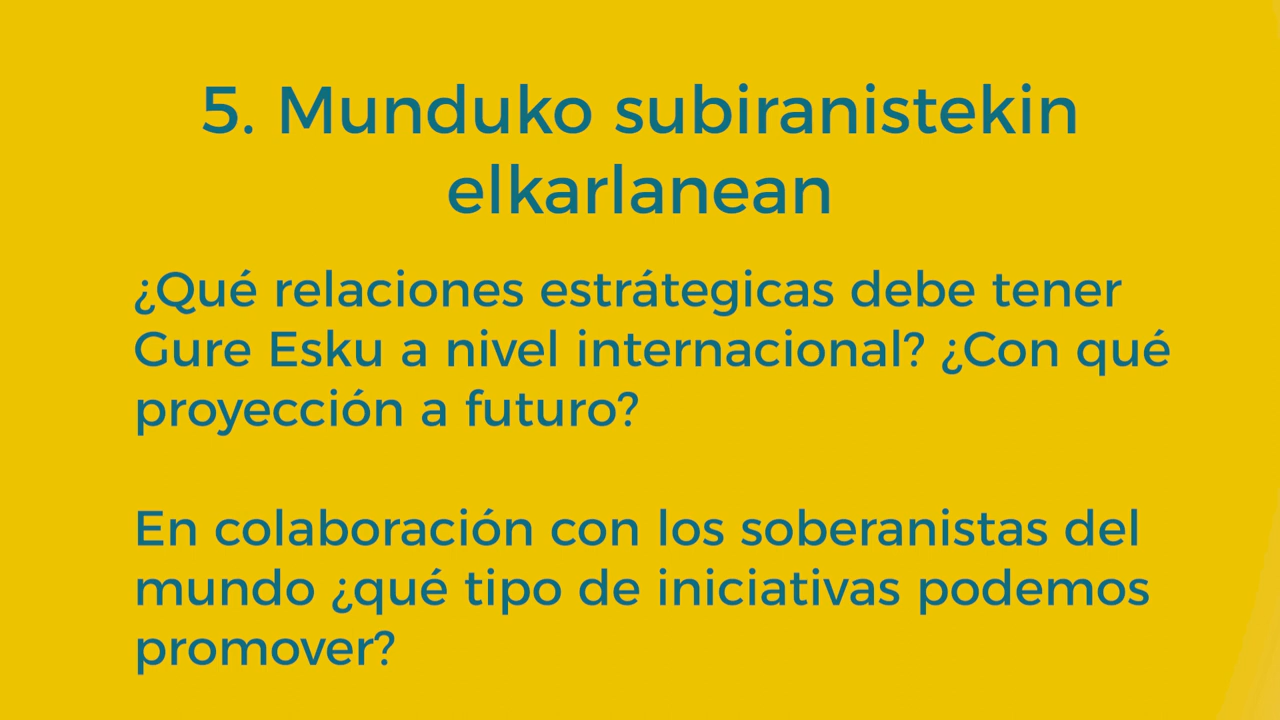 5. Munduko subiranistekin
elkarlanean
¿Qué relaciones estrátegicas debe tener
Gure Esku a nivel internacional? ¿Con qué
proyección a futuro?
En colaboración con los soberanistas del
mundo ¿qué tipo de iniciativas podemos
promover?